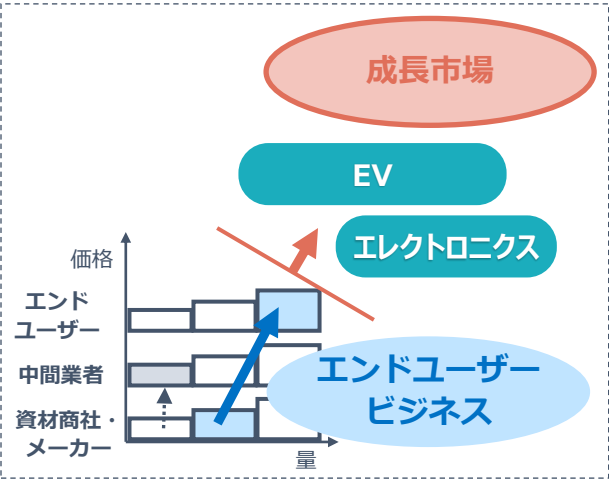 成長市場
EV
エレクトロニクス
価格
エンド
ユーザー
中間業者
資材商社・
メーカー
エンドユーザー
ビジネス
量